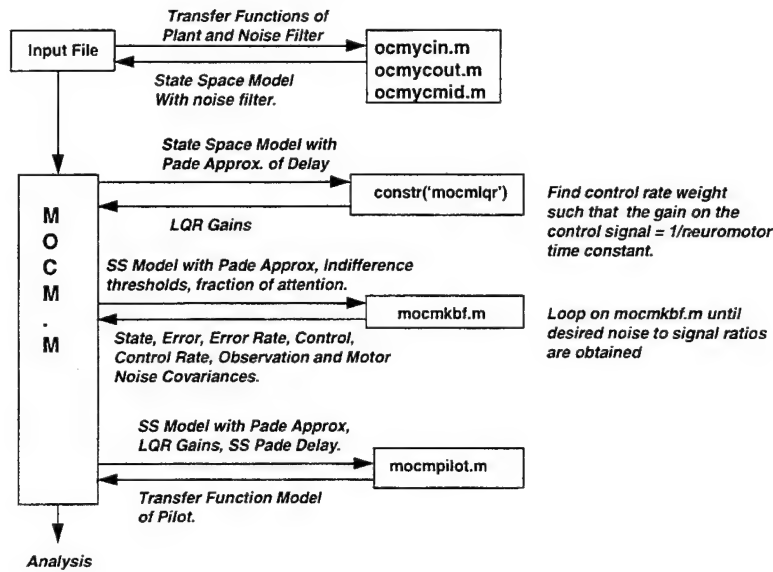 Transfer Functions of
Plant and Noise Filter
Input File
ocmycin.m
ocmycout.m
ocmycmid.m
State Space Model
With noise filter.
State Space Model with
Pade Approx. of Delay
constr('mocmlqr')
LQR Gains
Find control rate weight
such that the gain on the
control signal = 1/neuromotor
time constant.
M
O
C
M
.
M
SS Model with Pade Approx, Indifference
thresholds, fraction of attention.
mocmkbf.m
Loop on mocmkbf.m until
desired noise to signal ratios
are obtained
State, Error, Error Rate, Control,
Control Rate, Observation and Motor
Noise Covariances.
SS Model with Pade Approx,
LQR Gains, SS Pade Delay.
mocmpilot.m
Transfer Function Model
of Pilot.
Analysis